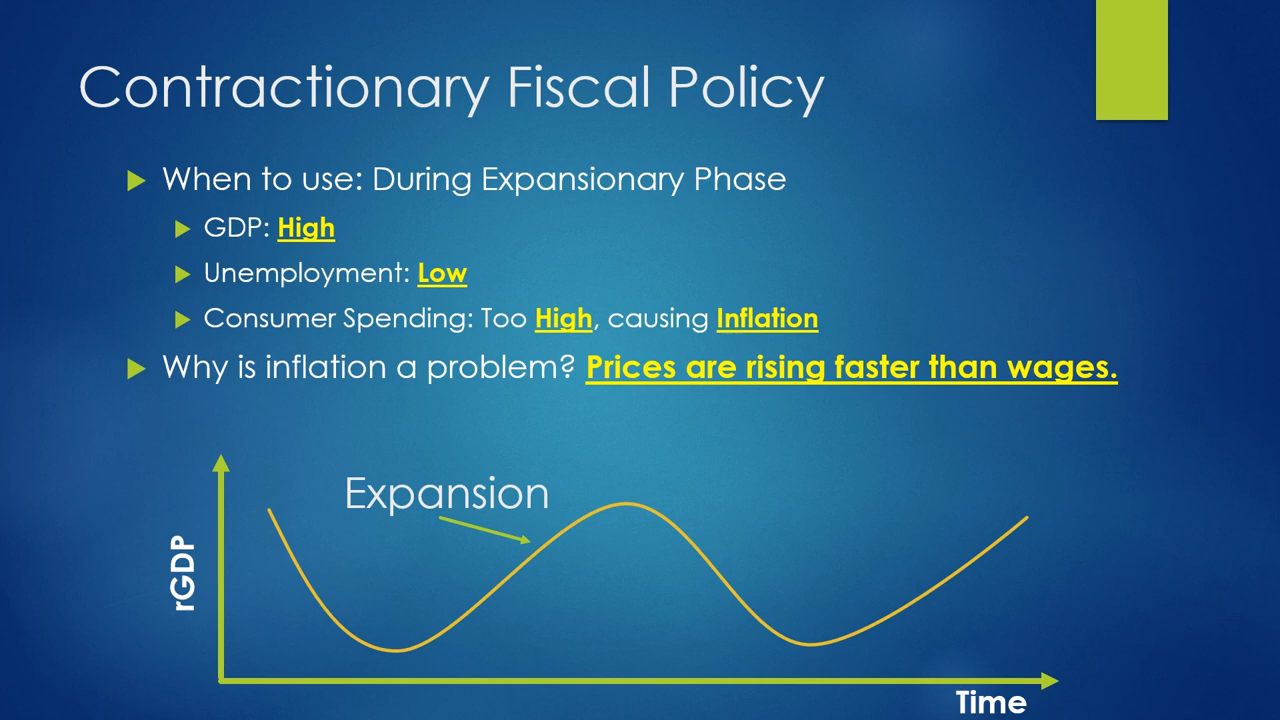 Contractionary Fiscal Policy
When to use: During Expansionary Phase
GDP: High
Unemployment: Low
Consumer Spending: Too High, causing Inflation
Why is inflation a problem? Prices are rising faster than wages.
Expansion
rGDP
Time